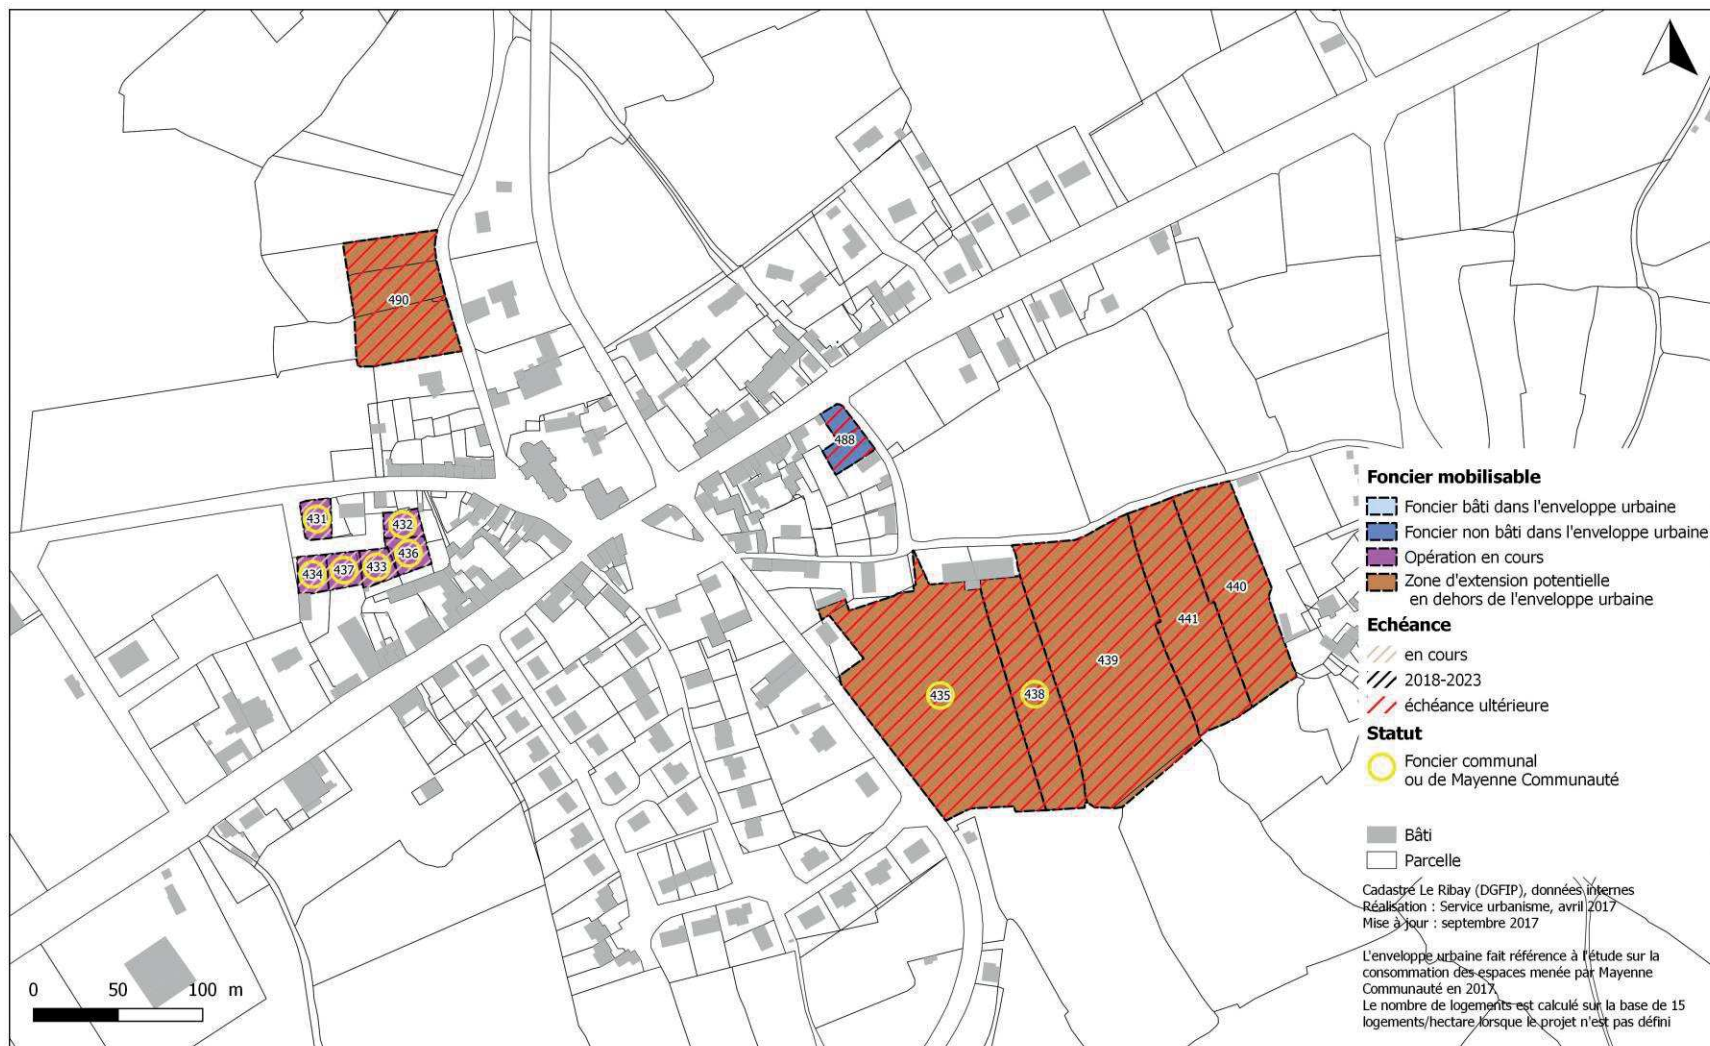 490
488
431
432
436
434
437
433
440
441
439
435
438
Foncier mobilisable
Foncier bâti dans l'enveloppe urbaine
Foncier non bâti dans l'enveloppe urbaine
Opération en cours
Zone d'extension potentielle
en dehors de l'enveloppe urbaine
Echéance
en cours
2018-2023
échéance ultérieure
Statut
Foncier communal
ou de Mayenne Communauté
Bâti
Parcelle
Cadastre Le Ribay (DGFIP), données internes
Réalisation : Service urbanisme, avril 2017
Mise à jour : septembre 2017
L'enveloppe urbaine fait référence à l'étude sur la
consommation des espaces menée par Mayenne
Communauté en 2017.
Le nombre de logements est calculé sur la base de 15
logements/hectare lorsque le projet n'est pas défini
0 50 100 m